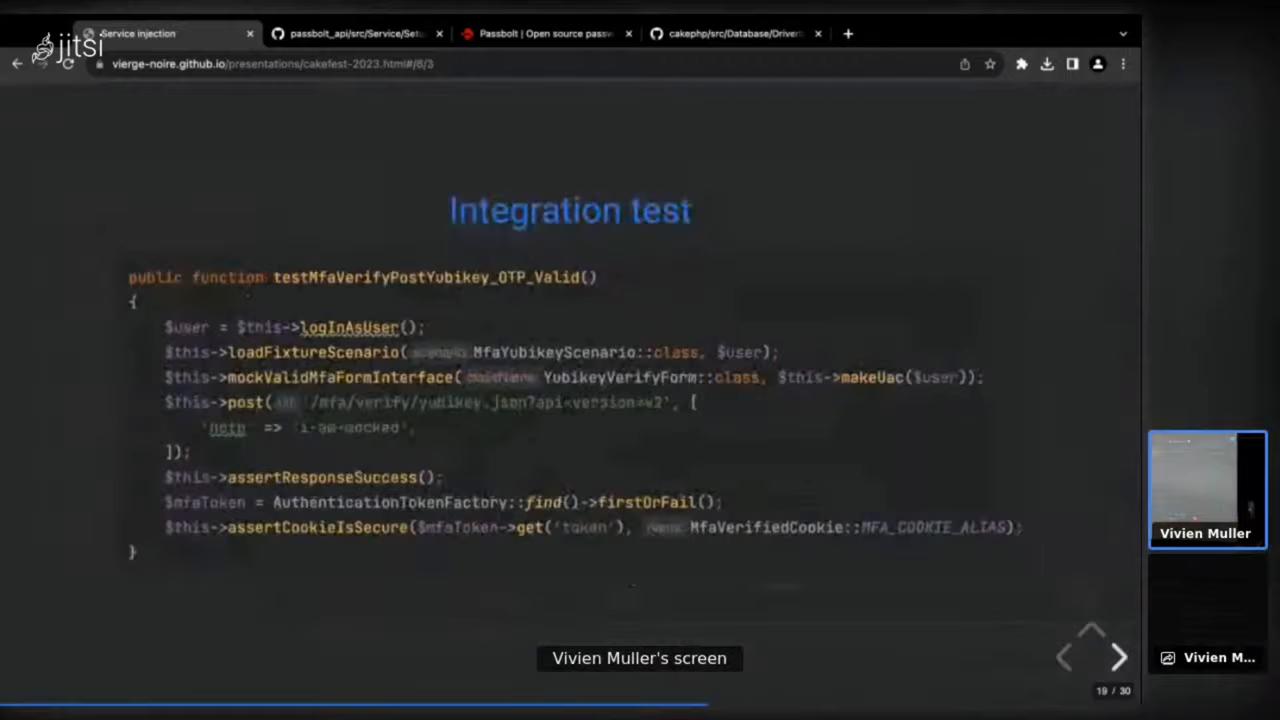 jitsi
Service injection
passbolt_api/src/Service/Setu
Passbolt | Open source passw
cakephp/src/Database/Driver
vierge-noire.github.io/presentations/cakefest-2023.html#/8/3
Integration test
public function testMfaVerifyPostYubikey_OTP_Valid()
{
$user = $this->logInAsUser();
$this->loadFixtureScenario( MfaYubikeyScenario::class, $user);
$this->mockValidMfaFormInterface( YubikeyVerifyForm::class, $this->makeUac($user));
$this->post( '/mfa/verify/yubikey.json?api-version=v2', [
'hotp' => 'i-am-mocked',
]);
$this->assertResponseSuccess();
$mfaToken = AuthenticationTokenFactory::find()->firstOrFail();
$this->assertCookieIsSecure($mfaToken->get('token'), MfaVerifiedCookie::MFA_COOKIE_ALIAS);
}
Vivien Muller
Vivien Muller's screen
Vivien M...
19 / 30